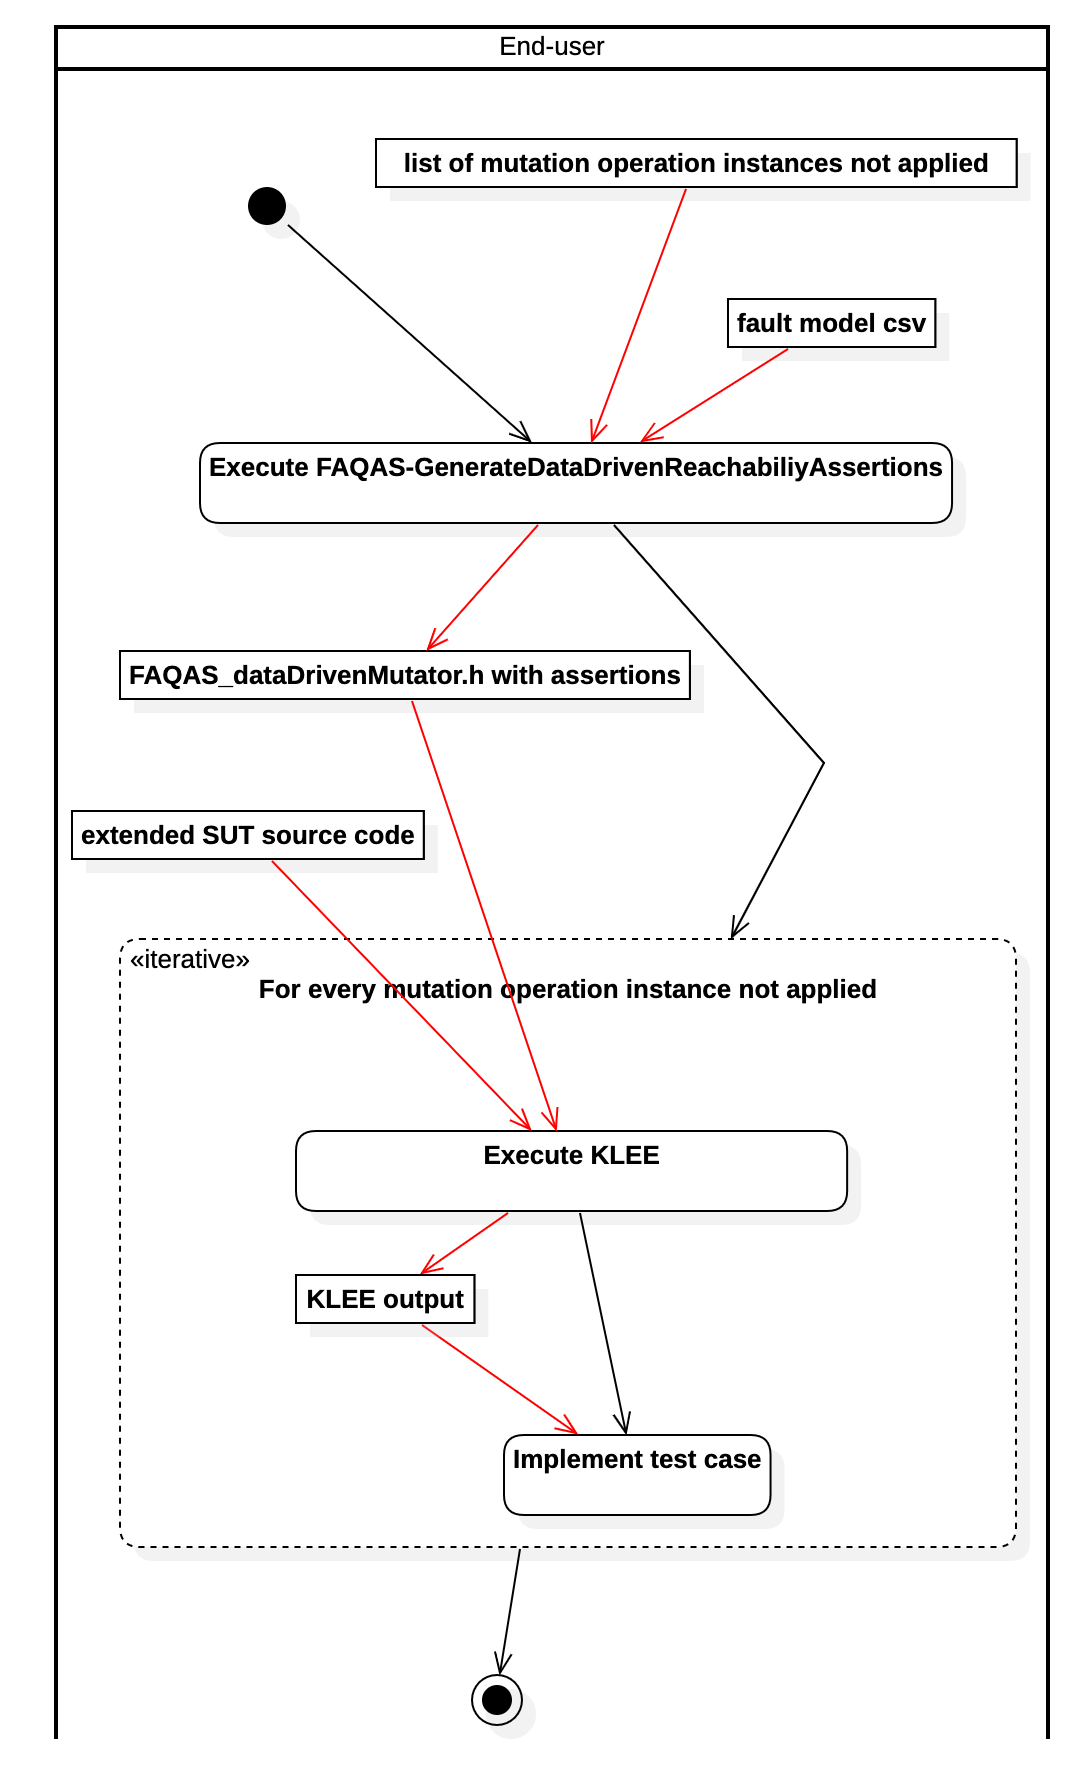 End-user
list of mutation operation instances not applied
fault model csv
Execute FAQAS-GenerateDataDrivenReachabiliyAssertions
FAQAS_dataDrivenMutator.h with assertions
extended SUT source code
«iterative»
For every mutation operation instance not applied
Execute KLEE
KLEE output
Implement test case